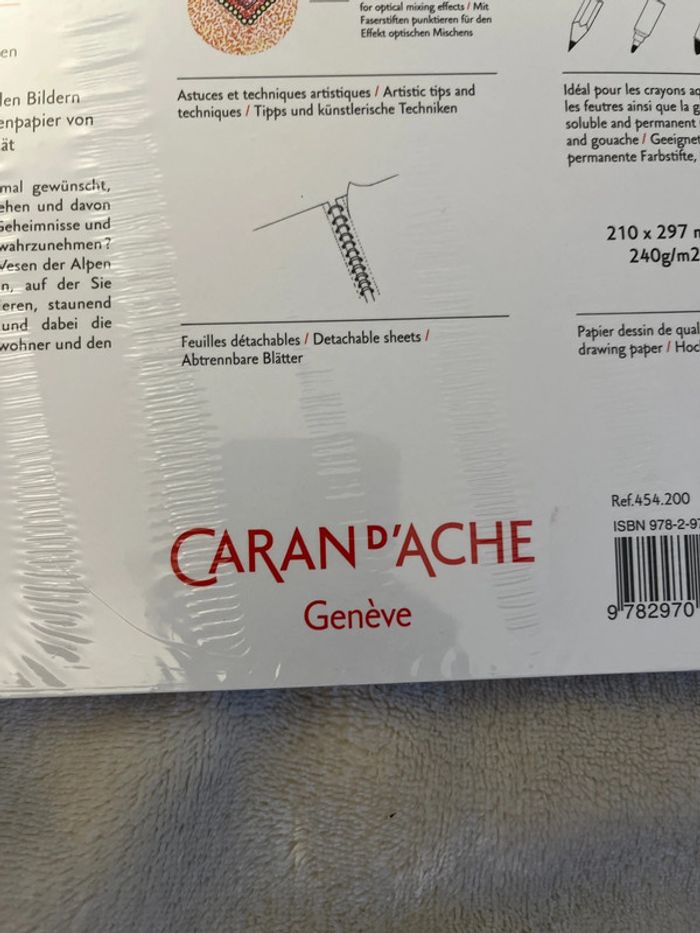 for optical mixing effects / Mit
Faserstiften punktieren für den
Effekt optischen Mischens
en
len Bildern
enpapier von
ät
Astuces et techniques artistiques / Artistic tips and
techniques / Tipps und künstlerische Techniken
Idéal pour les crayons aq
les feutres ainsi que la g
soluble and permanent
and gouache / Geeignet
permanente Farbstifte,
mal gewünscht,
ehen und davon
Geheimnisse und
wahrzunehmen?
Wesen der Alpen
n, auf der Sie
ieren, staunend
und dabei die
wohner und den
210 x 297 m
240g/m2
Feuilles détachables / Detachable sheets /
Abtrennbare Blätter
Papier dessin de qual
drawing paper / Hoc
Ref.454.200
ISBN 978-2-97
9 782970
CARAN D'ACHE
Genève